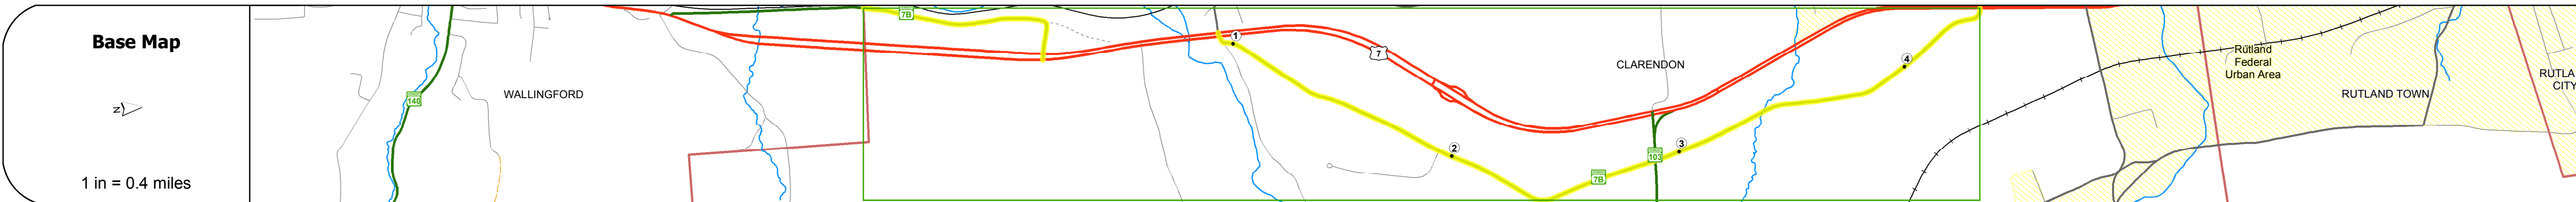 Base Map
N
1 in = 0.4 miles
140
WALLINGFORD
7B
1
7
2
CLARENDON
103
7B
3
4
Rutland
Federal
Urban Area
RUTLAND TOWN
RUTLA
CITY